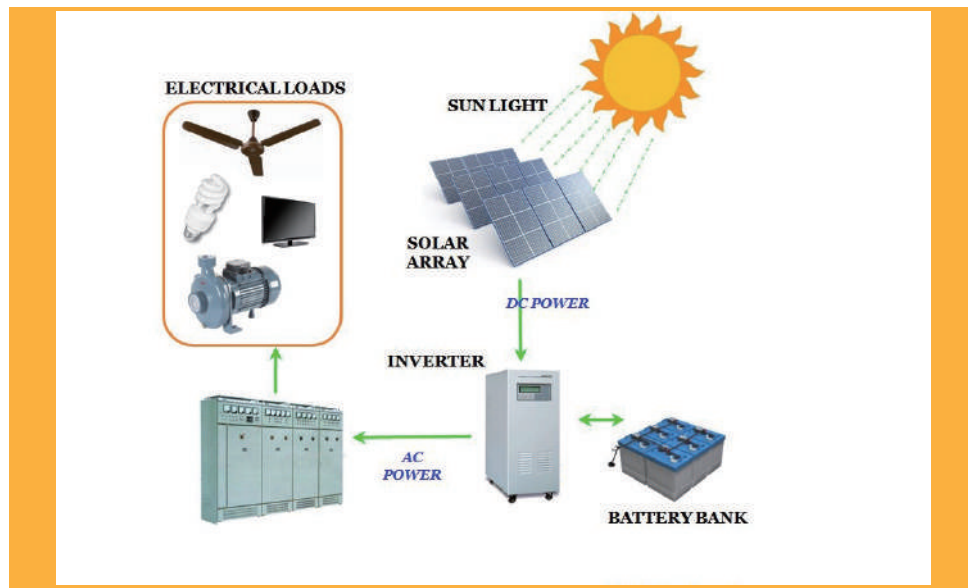 ELECTRICAL LOADS
SUN LIGHT
SOLAR
ARRAY
DC POWER
INVERTER
AC
POWER
BATTERY BANK